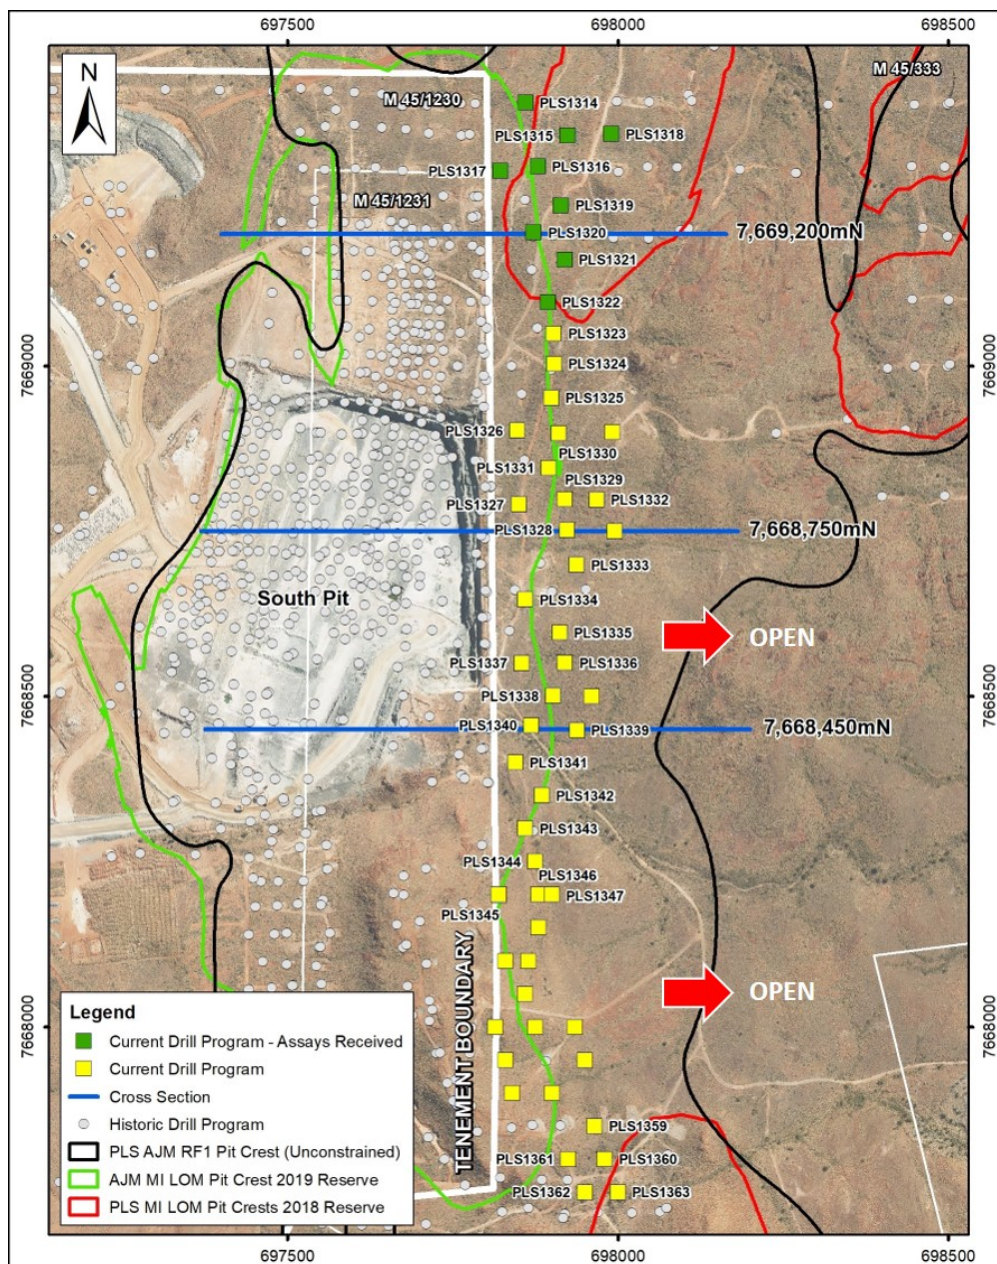 697500
698000
698500
N
M 45/1230
M 45/333
PLS1314
PLS1315
PLS1318
PLS1317
PLS1316
M 45/1231
PLS1319
PLS1320
7,669,200mN
PLS1321
PLS1322
PLS1323
7669000
7669000
PLS1324
PLS1325
PLS1326
PLS1330
PLS1331
PLS1329
PLS1327
PLS1332
PLS1328
7,668,750mN
PLS1333
South Pit
PLS1334
PLS1335
OPEN
PLS1337
PLS1336
7668500
7668500
PLS1338
PLS1340
PLS1339
7,668,450mN
PLS1341
PLS1342
PLS1343
PLS1344
PLS1346
PLS1347
PLS1345
TENEMENT BOUNDARY
OPEN
7668000
7668000
Legend
Current Drill Program - Assays Received
Current Drill Program
Cross Section
Historic Drill Program
PLS AJM RF1 Pit Crest (Unconstrained)
AJM MI LOM Pit Crest 2019 Reserve
PLS MI LOM Pit Crests 2018 Reserve
PLS1359
PLS1361
PLS1360
PLS1362
PLS1363
697500
698000
698500